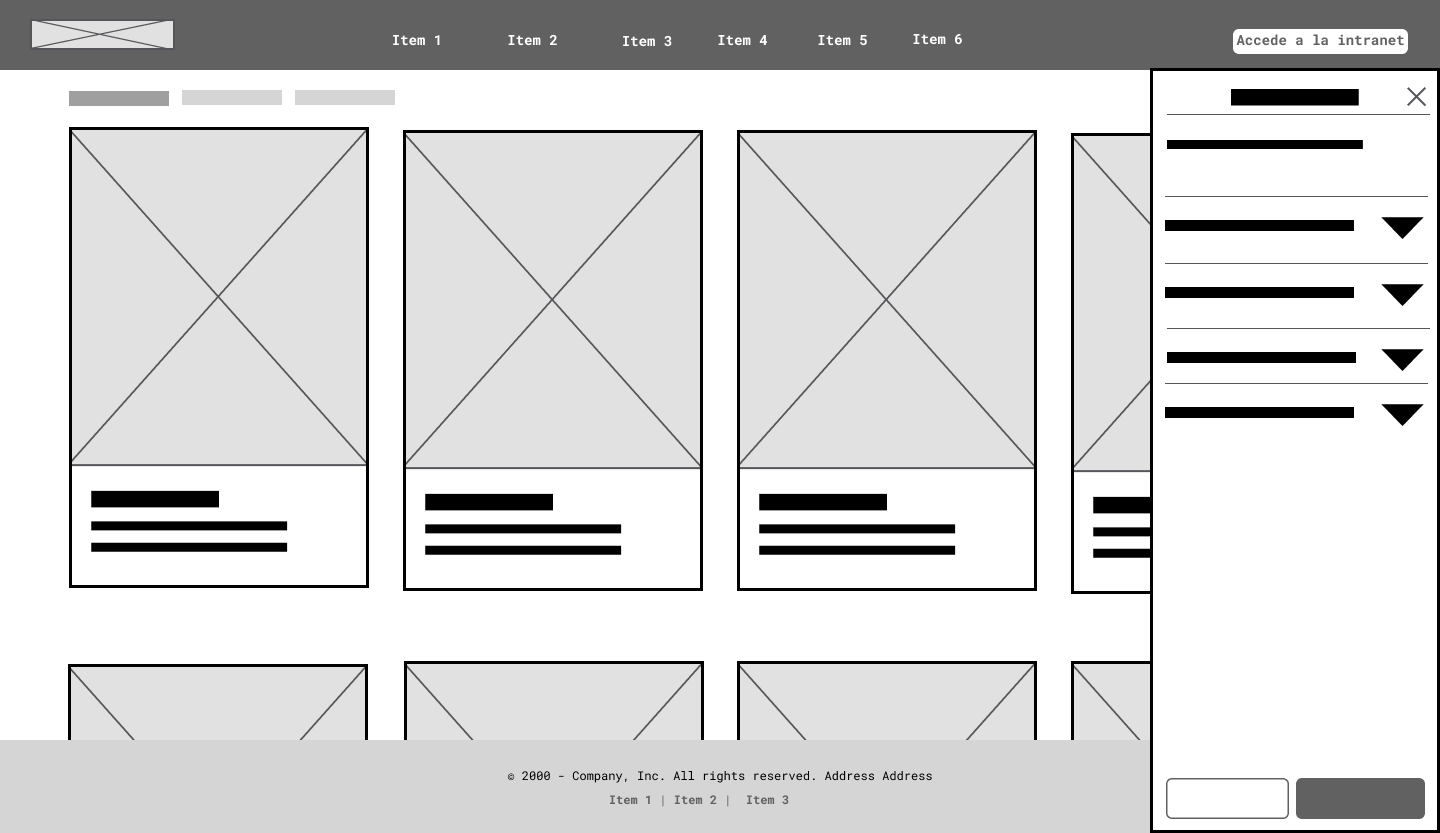 Item 1 Item 2 Item 3 Item 4 Item 5 Item 6 Accede a la intranet
© 2000 - Company, Inc. All rights reserved. Address Address
Item 1 | Item 2 | Item 3